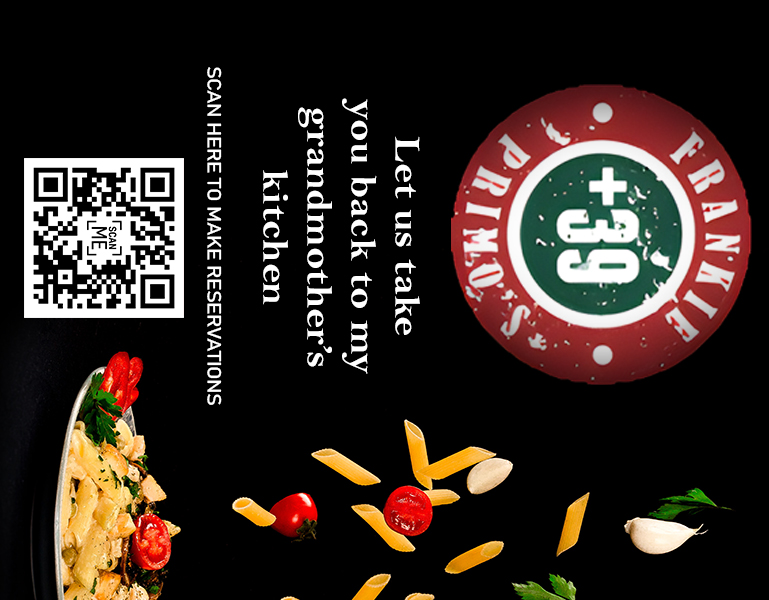 FRANKIE
+39
PRIMO'S
Let us take
you back to my
grandmother's
kitchen
SCAN HERE TO MAKE RESERVATIONS
SCAN
ME